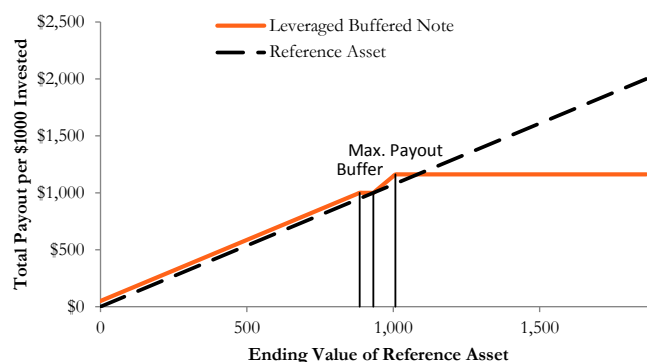 $2,500
$2,000
$1,500
$1,000
$500
$0
Total Payout per $1000 Invested
Leveraged Buffered Note
Reference Asset
Max. Payout
Buffer
0
500
1,000
1,500
Ending Value of Reference Asset